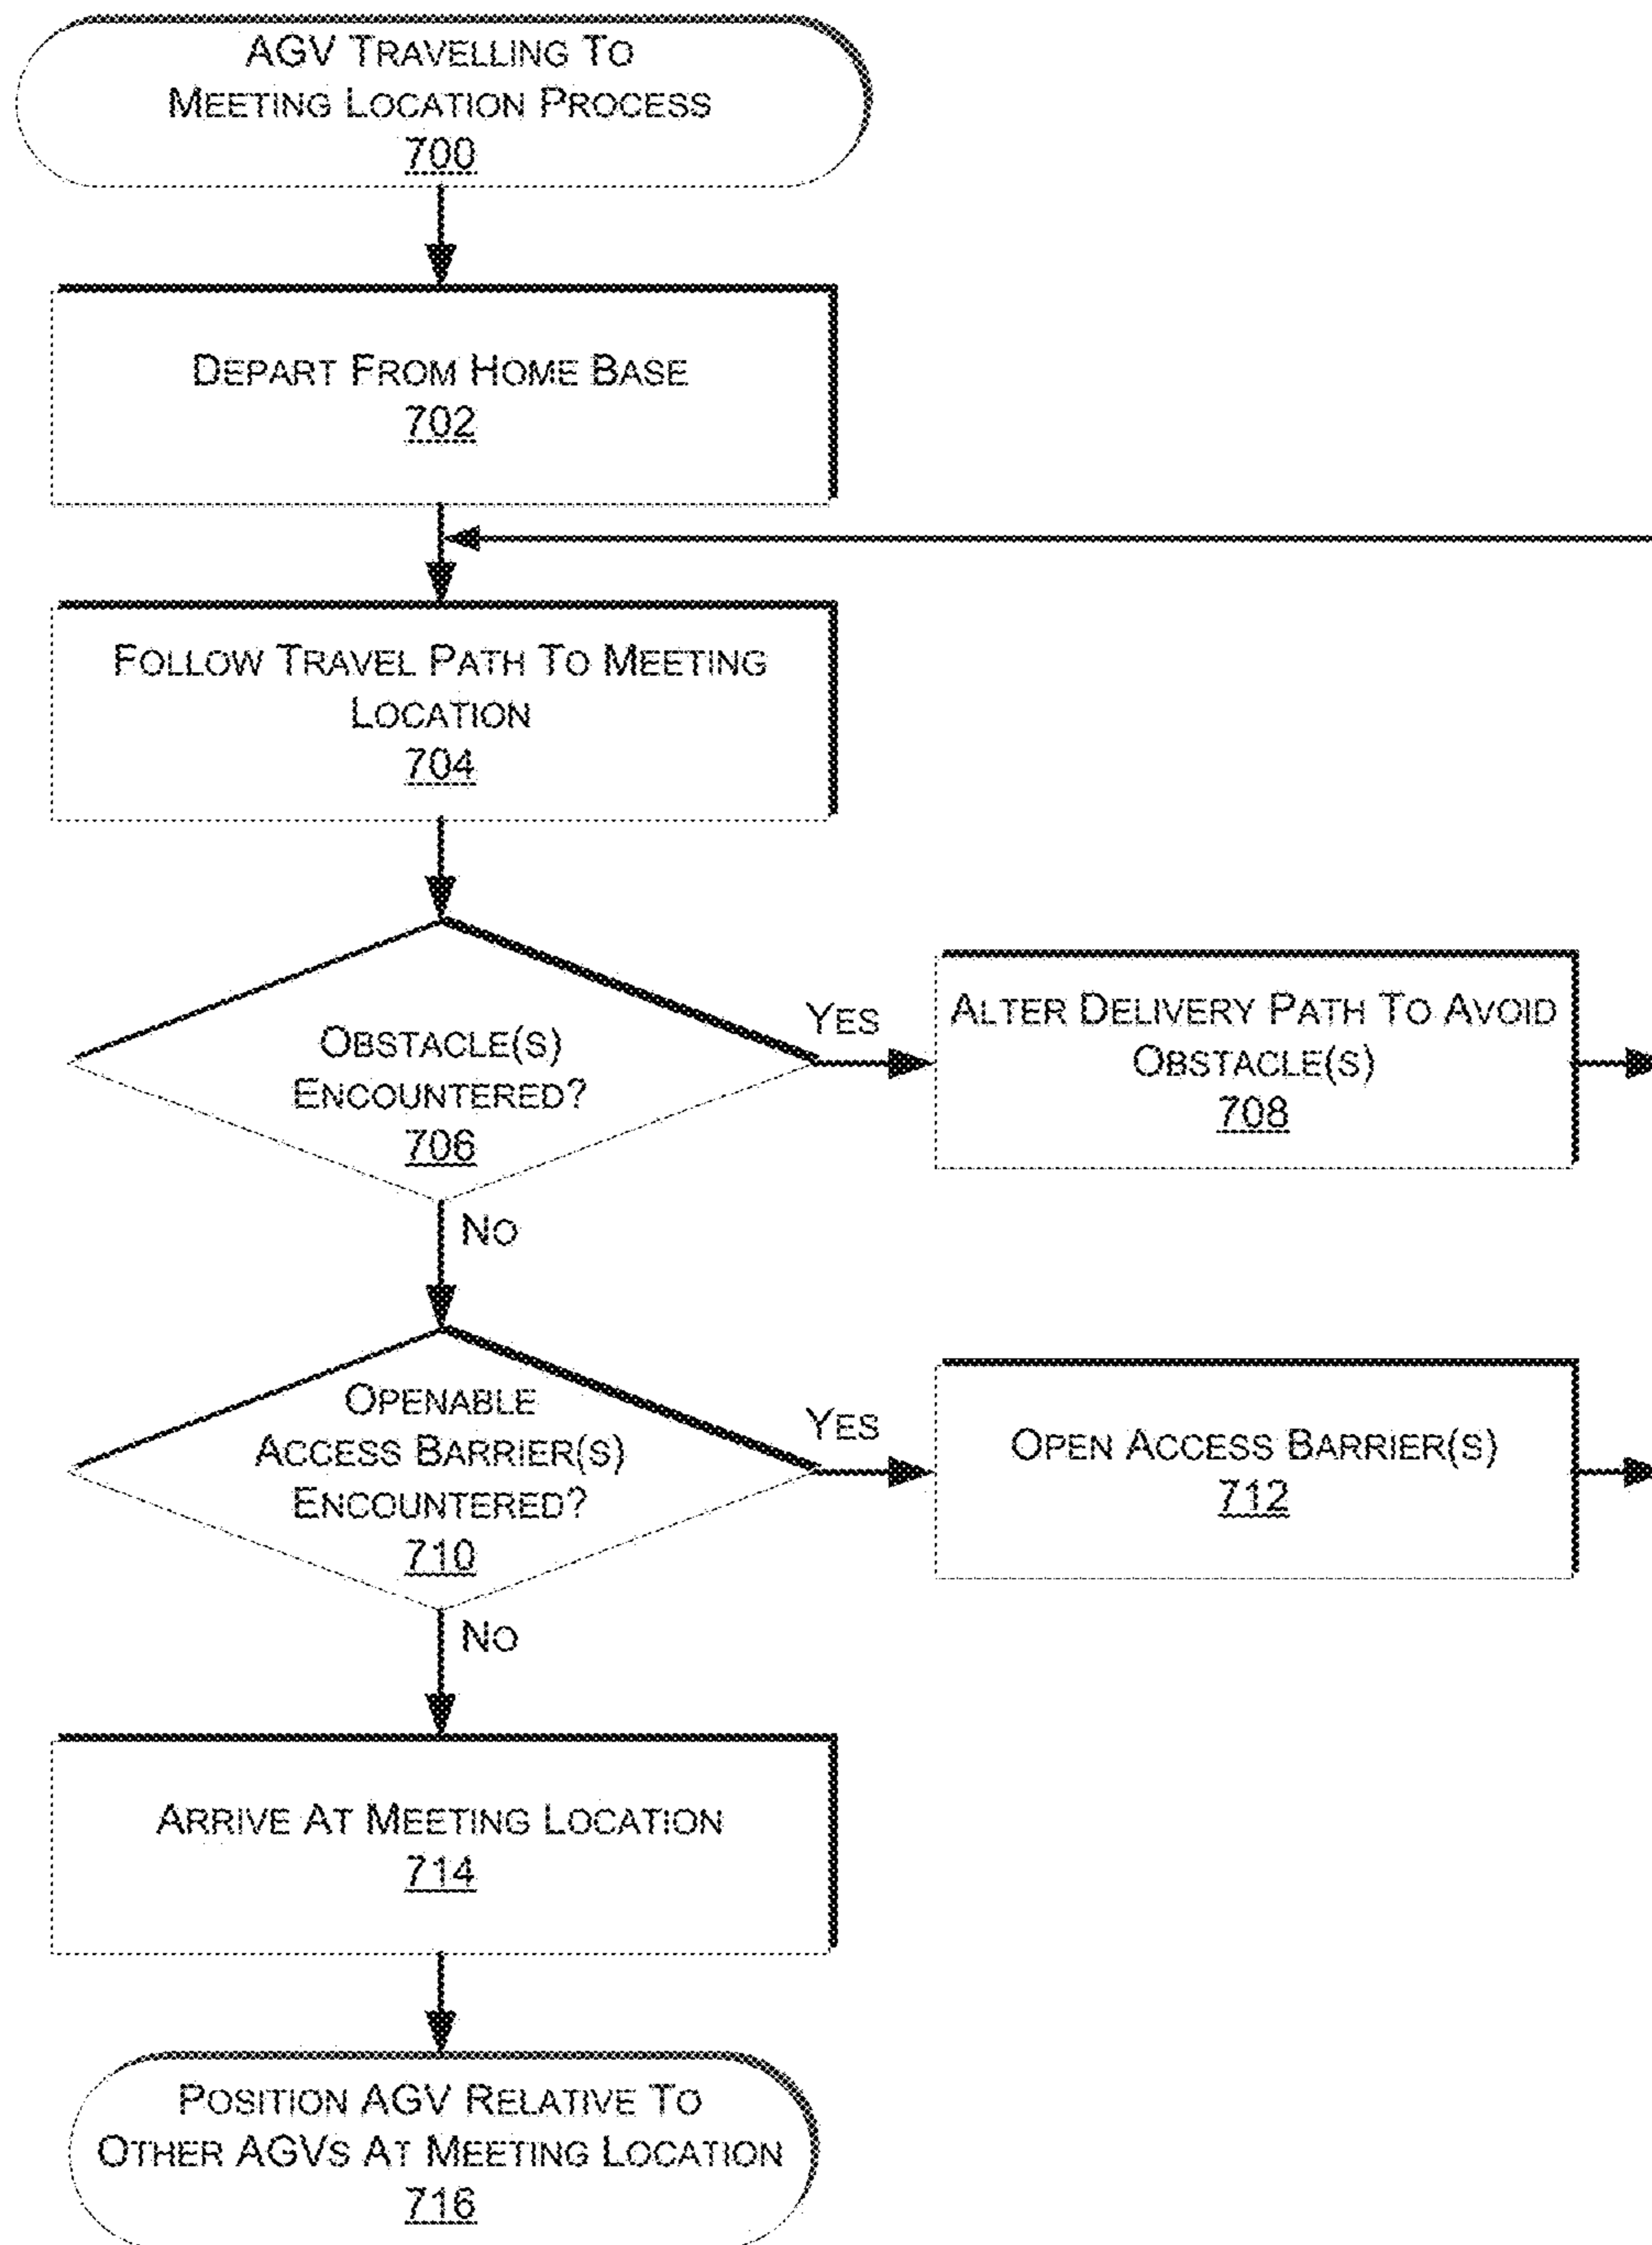 AGV TRAVELLING TO
MEETING LOCATION PROCESS
700
DEPART FROM HOME BASE
702
FOLLOW TRAVEL PATH TO MEETING
LOCATION
704
OBSTACLE(S)
ENCOUNTERED?
706
YES
ALTER DELIVERY PATH TO AVOID
OBSTACLE(S)
708
NO
OPENABLE
ACCESS BARRIER(S)
ENCOUNTERED?
710
YES
OPEN ACCESS BARRIER(S)
712
NO
ARRIVE AT MEETING LOCATION
714
POSITION AGV RELATIVE TO
OTHER AGVS AT MEETING LOCATION
716